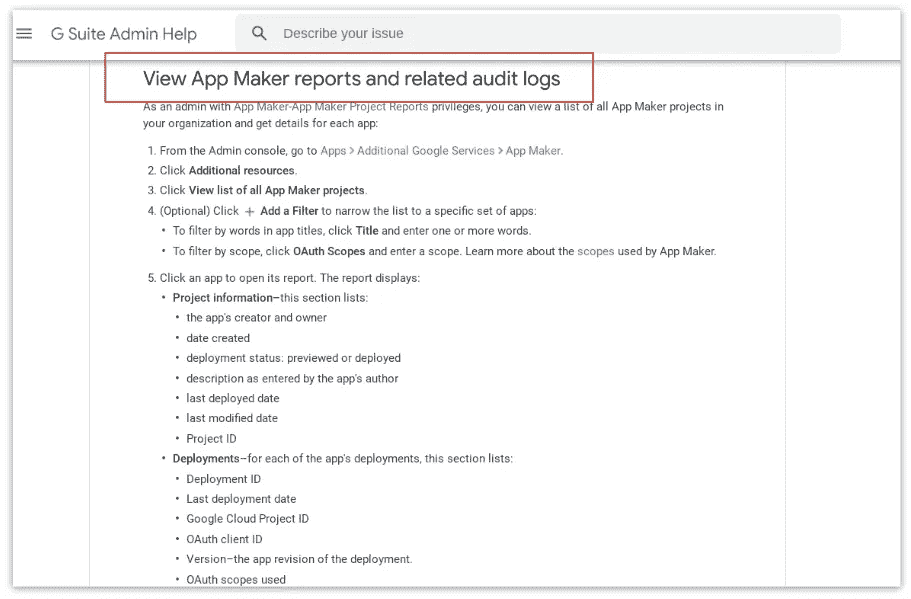 G Suite Admin Help
Describe your issue
View App Maker reports and related audit logs
As an admin with App Maker-App Maker Project Reports privileges, you can view a list of all App Maker projects in
your organization and get details for each app:
1. From the Admin console, go to Apps > Additional Google Services > App Maker.
2. Click Additional resources.
3. Click View list of all App Maker projects.
4. (Optional) Click + Add a Filter to narrow the list to a specific set of apps:
• To filter by words in app titles, click Title and enter one or more words.
• To filter by scope, click OAuth Scopes and enter a scope. Learn more about the scopes used by App Maker.
5. Click an app to open its report. The report displays:
• Project information–this section lists:
• the app's creator and owner
• date created
• deployment status: previewed or deployed
• description as entered by the app's author
• last deployed date
• last modified date
• Project ID
• Deployments–for each of the app's deployments, this section lists:
• Deployment ID
• Last deployment date
• Google Cloud Project ID
• OAuth client ID
• Version–the app revision of the deployment.
• OAuth scopes used